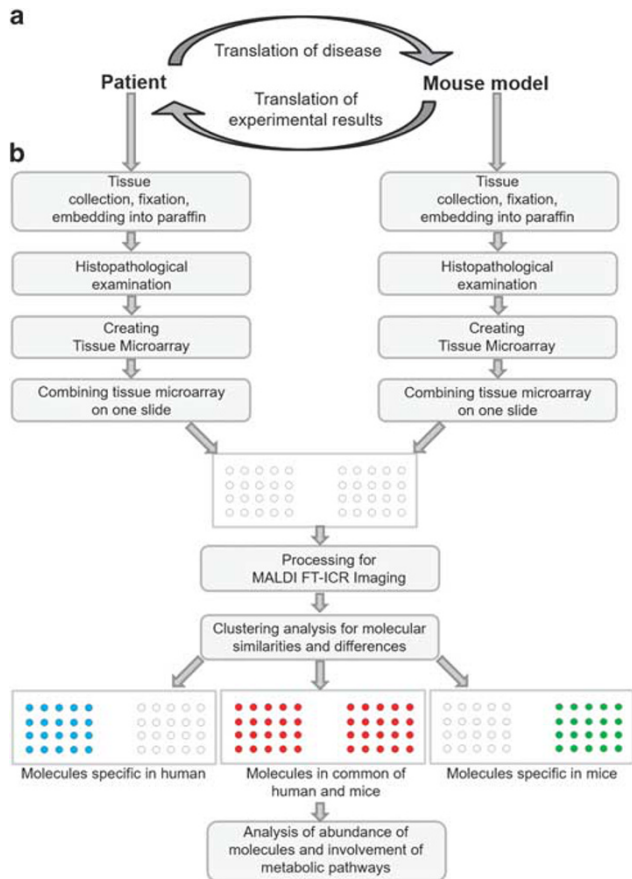 a
Translation of disease
Patient
Mouse model
Translation of
experimental results
b
Tissue
collection, fixation,
embedding into paraffin
Tissue
collection, fixation,
embedding into paraffin
Histopathological
examination
Histopathological
examination
Creating
Tissue Microarray
Creating
Tissue Microarray
Combining tissue microarray
on one slide
Combining tissue microarray
on one slide
Processing for
MALDI FT-ICR Imaging
Clustering analysis for molecular
similarities and differences
Molecules specific in human
Molecules in common of
human and mice
Molecules specific in mice
Analysis of abundance of
molecules and involvement of
metabolic pathways